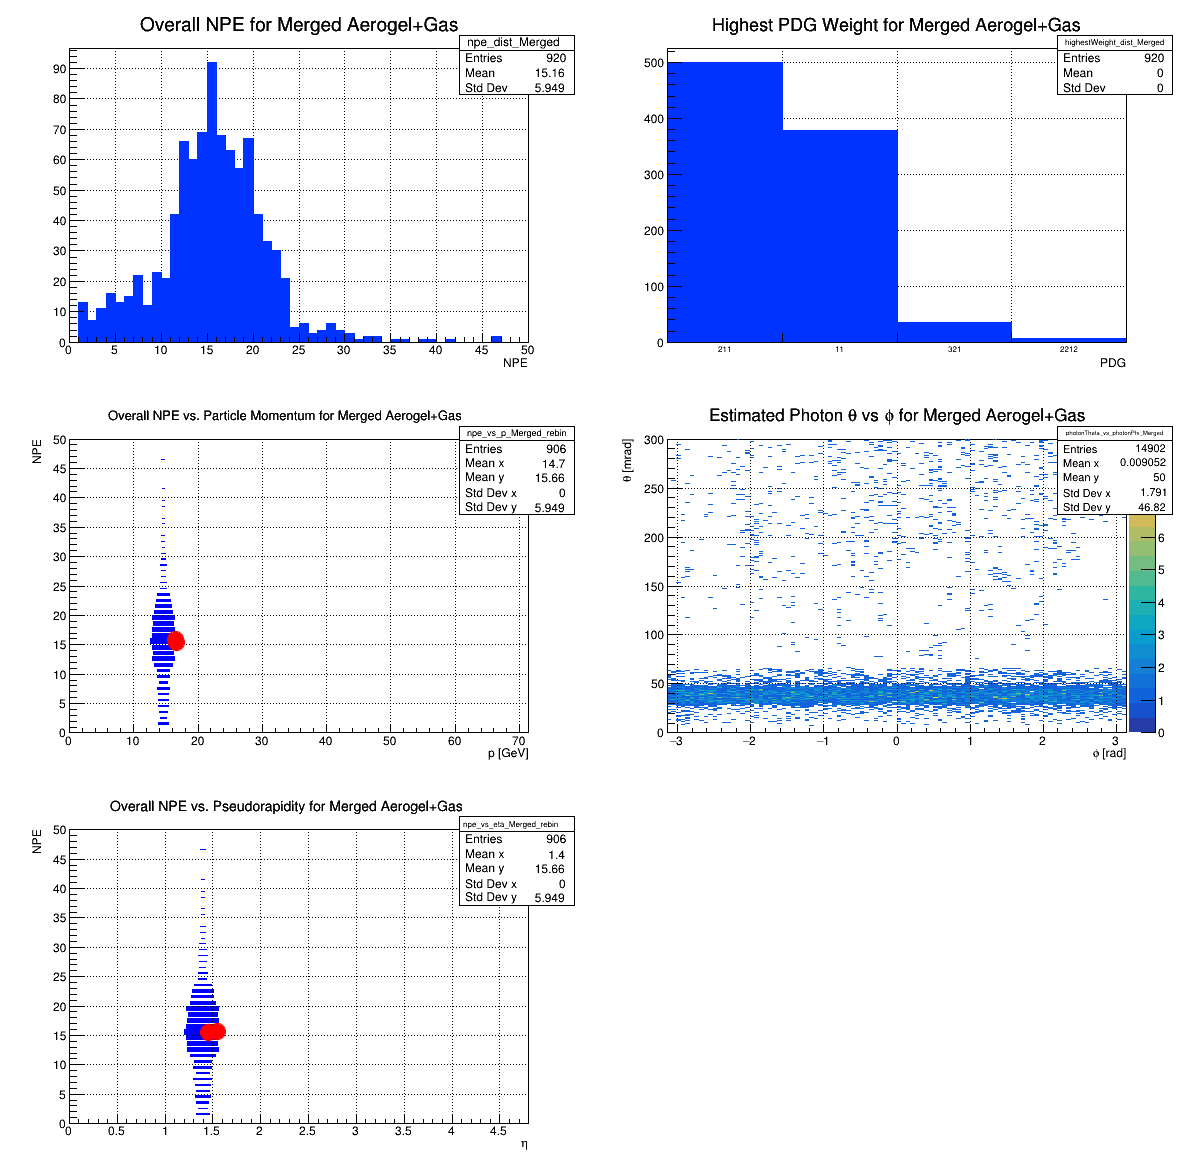 Overall NPE for Merged Aerogel+Gas
npe_dist_Merged
Entries 920
Mean 15.16
Std Dev 5.949
90
80
70
60
50
40
30
20
10
0
0 5 10 15 20 25 30 35 40 45 50
NPE
Highest PDG Weight for Merged Aerogel+Gas
highestWeight_dist_Merged
Entries 920
Mean 0
Std Dev 0
500
400
300
200
100
0
211 11 321 2212
PDG
Overall NPE vs. Particle Momentum for Merged Aerogel+Gas
NPE
npe_vs_p_Merged_rebin
Entries 906
Mean x 14.7
Mean y 15.66
Std Dev x 0
Std Dev y 5.949
50
45
40
35
30
25
20
15
10
5
0
0 10 20 30 40 50 60 70
p [GeV]
Estimated Photon θ vs ϕ for Merged Aerogel+Gas
θ [mrad]
photonTheta_vs_photonPhi_Merged
Entries 14902
Mean x 0.009052
Mean y 50
Std Dev x 1.791
Std Dev y 46.82
300
250
200
150
100
50
0
−3 −2 −1 0 1 2 3
ϕ [rad]
6
5
4
3
2
1
0
Overall NPE vs. Pseudorapidity for Merged Aerogel+Gas
NPE
npe_vs_eta_Merged_rebin
Entries 906
Mean x 1.4
Mean y 15.66
Std Dev x 0
Std Dev y 5.949
50
45
40
35
30
25
20
15
10
5
0
0 0.5 1 1.5 2 2.5 3 3.5 4 4.5
η